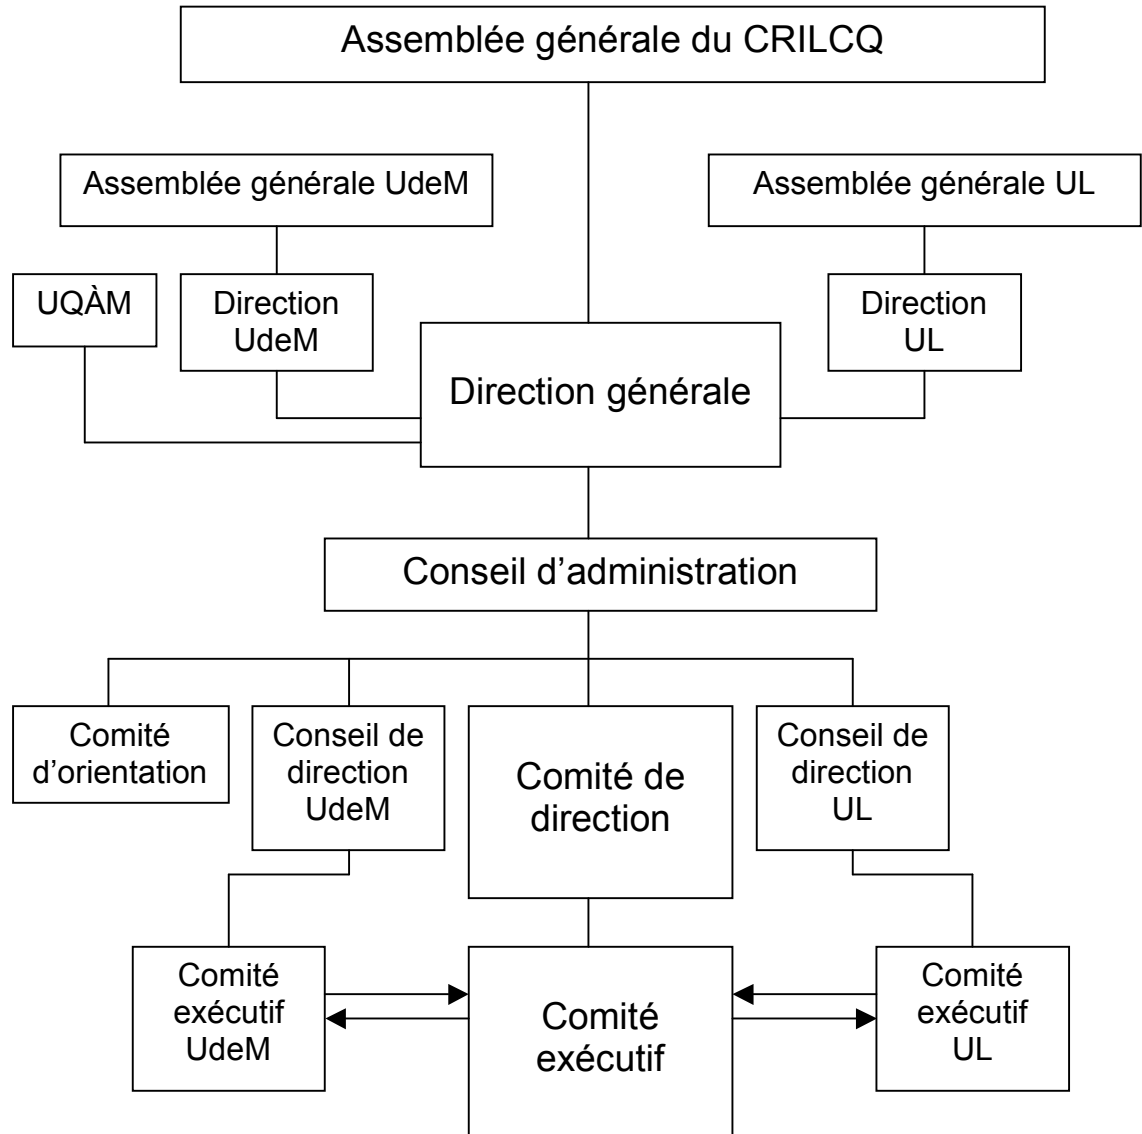 Assemblée générale du CRILCQ
Assemblée générale UdeM
Assemblée générale UL
UQÀM
Direction
UdeM
Direction
UL
Direction générale
Conseil d’administration
Comité
d’orientation
Conseil de
direction
UdeM
Comité de
direction
Conseil de
direction
UL
Comité
exécutif
UdeM
Comité
exécutif
Comité
exécutif
UL